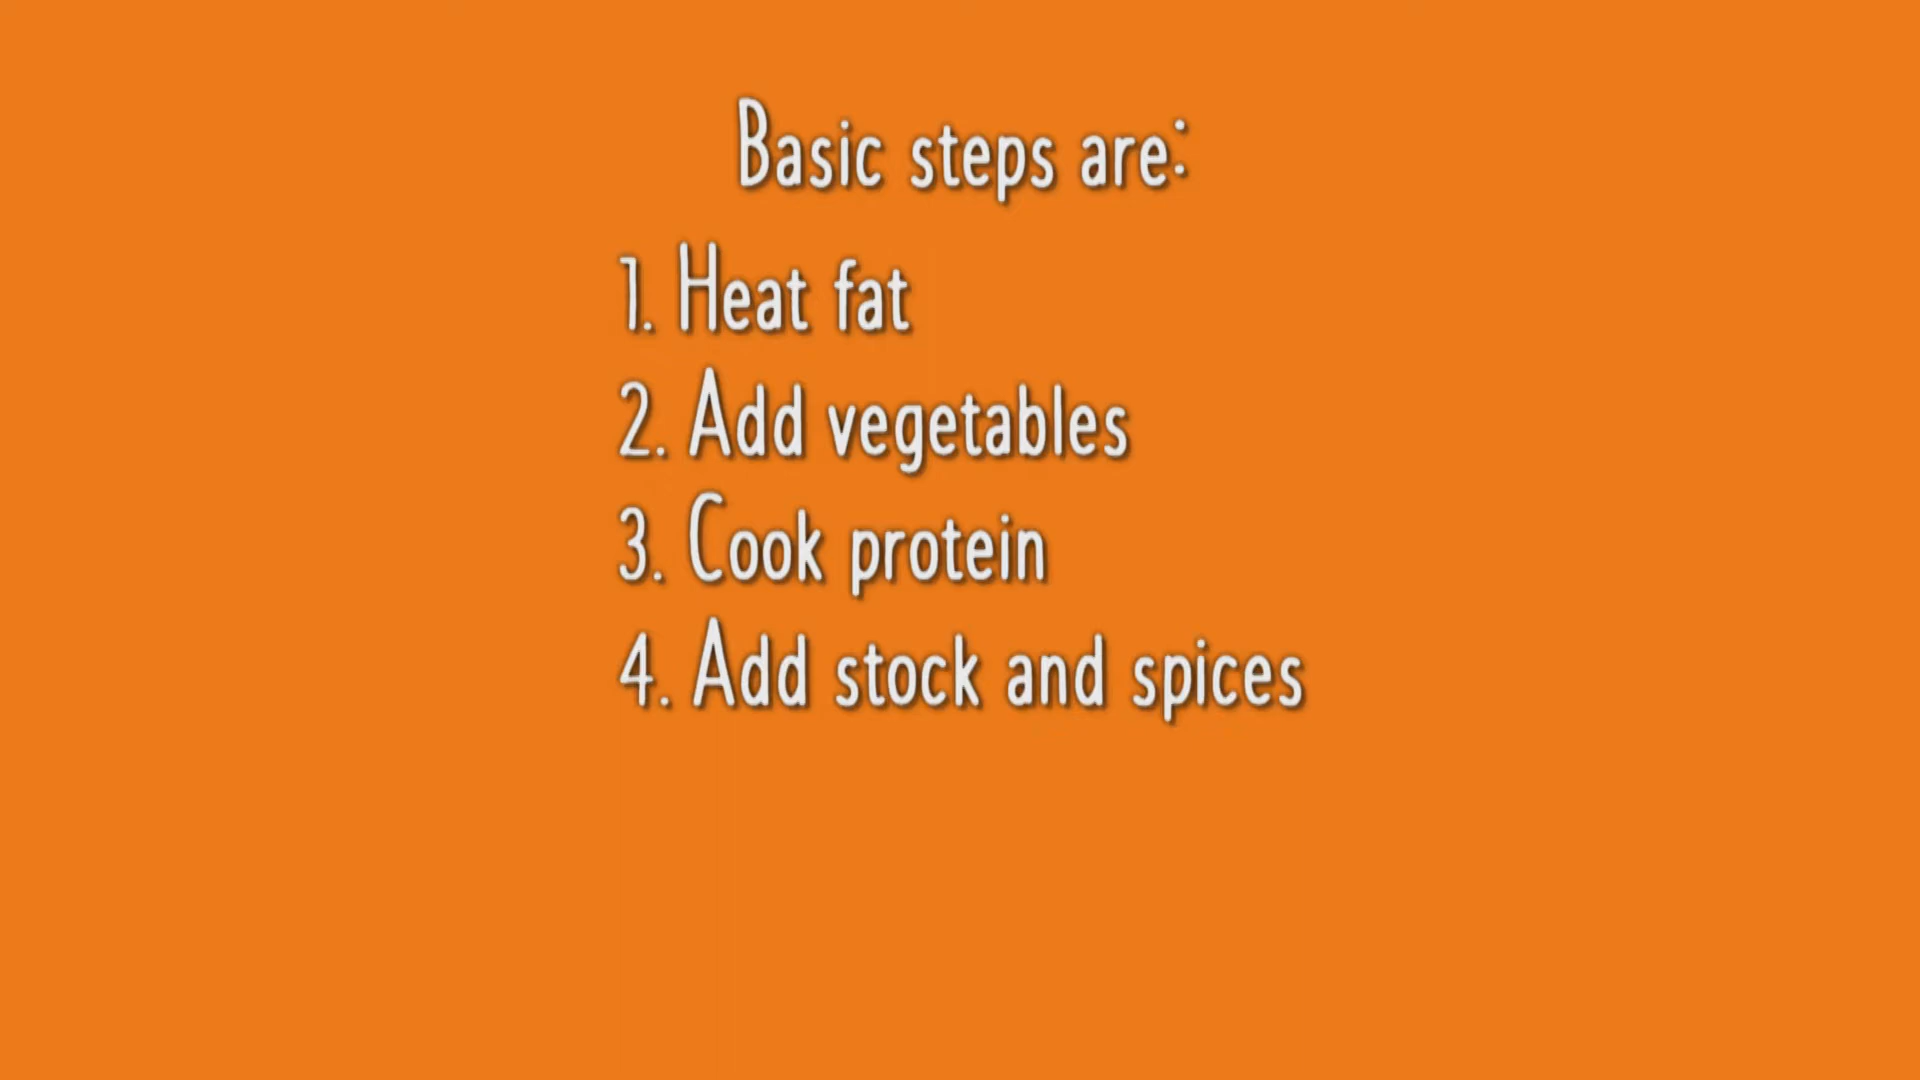 Basic steps are:
1. Heat fat
2. Add vegetables
3. Cook protein
4. Add stock and spices